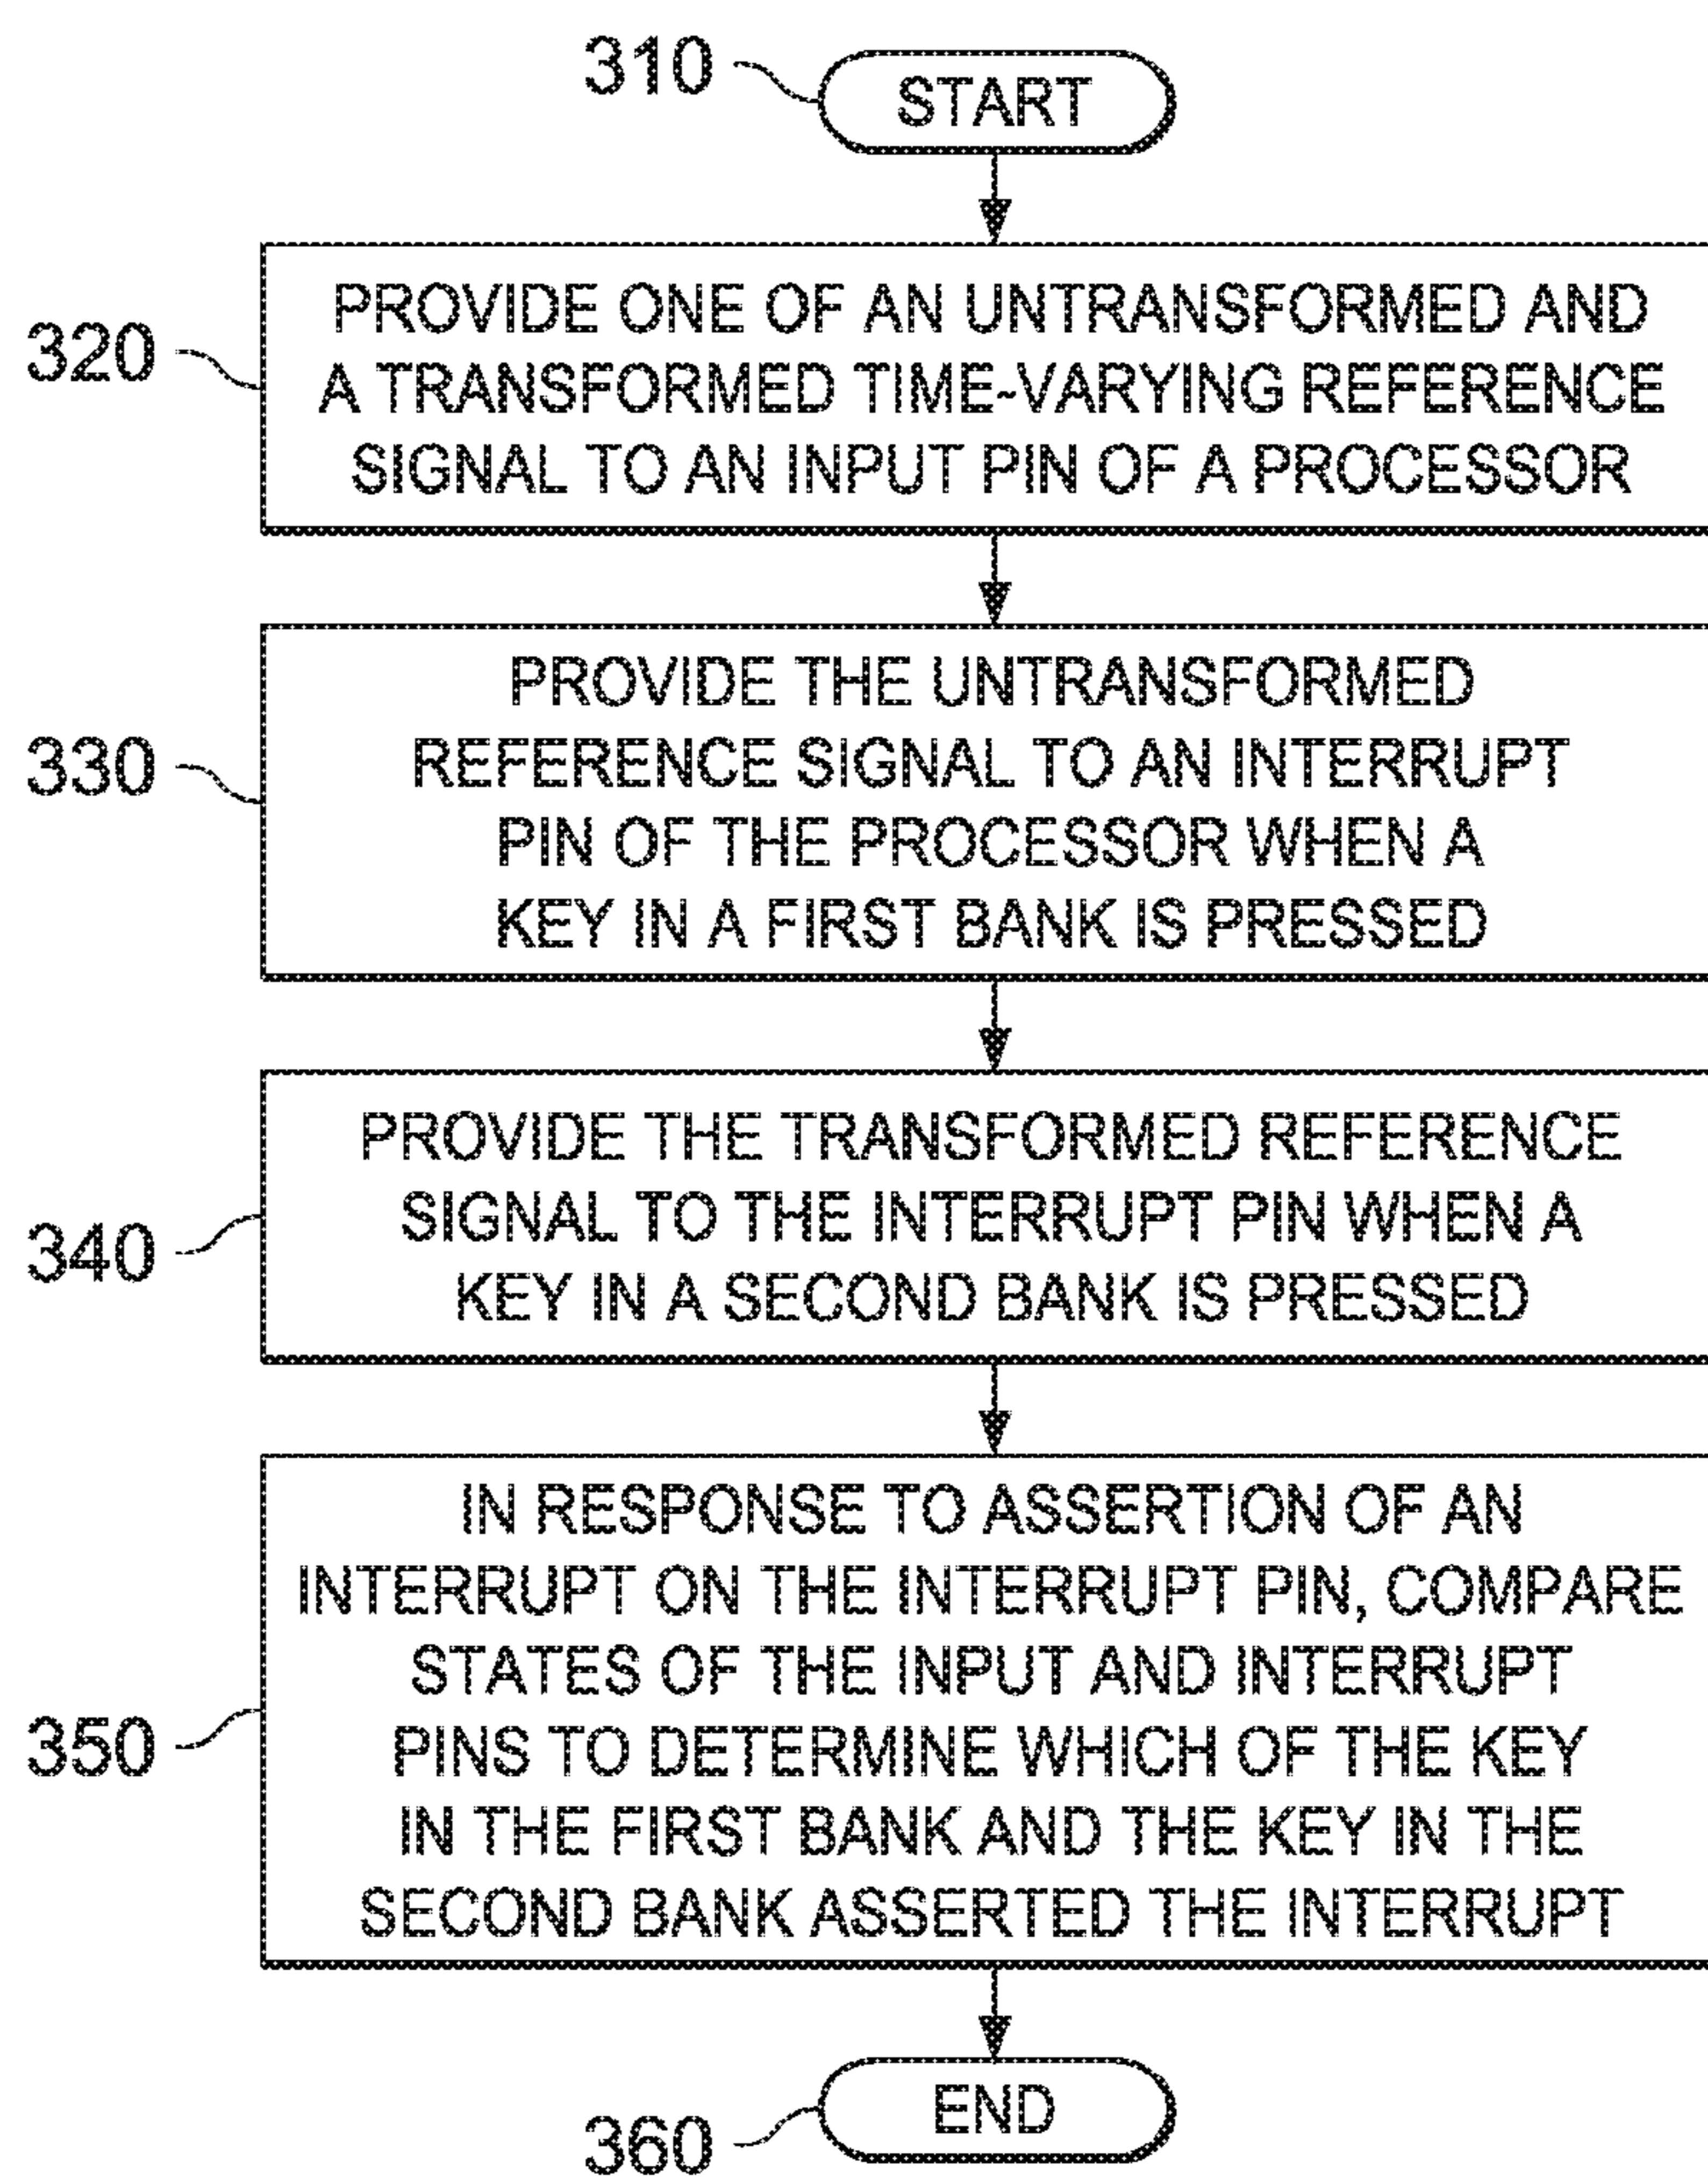 310
START
320
PROVIDE ONE OF AN UNTRANSFORMED AND
A TRANSFORMED TIME-VARYING REFERENCE
SIGNAL TO AN INPUT PIN OF A PROCESSOR
330
PROVIDE THE UNTRANSFORMED
REFERENCE SIGNAL TO AN INTERRUPT
PIN OF THE PROCESSOR WHEN A
KEY IN A FIRST BANK IS PRESSED
340
PROVIDE THE TRANSFORMED REFERENCE
SIGNAL TO THE INTERRUPT PIN WHEN A
KEY IN A SECOND BANK IS PRESSED
350
IN RESPONSE TO ASSERTION OF AN
INTERRUPT ON THE INTERRUPT PIN, COMPARE
STATES OF THE INPUT AND INTERRUPT
PINS TO DETERMINE WHICH OF THE KEY
IN THE FIRST BANK AND THE KEY IN THE
SECOND BANK ASSERTED THE INTERRUPT
360
END